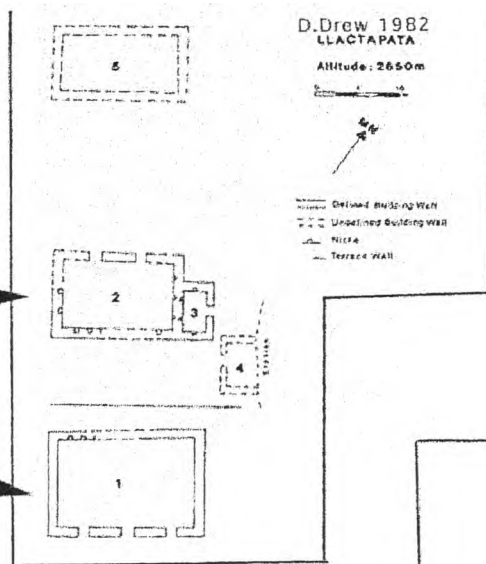 D.Drew 1982
LLACTAPATA
Altitude: 2650m
Defined Building Wall
Undefined Building Wall
Niche
Terrace Wall
5
2
3
4
1